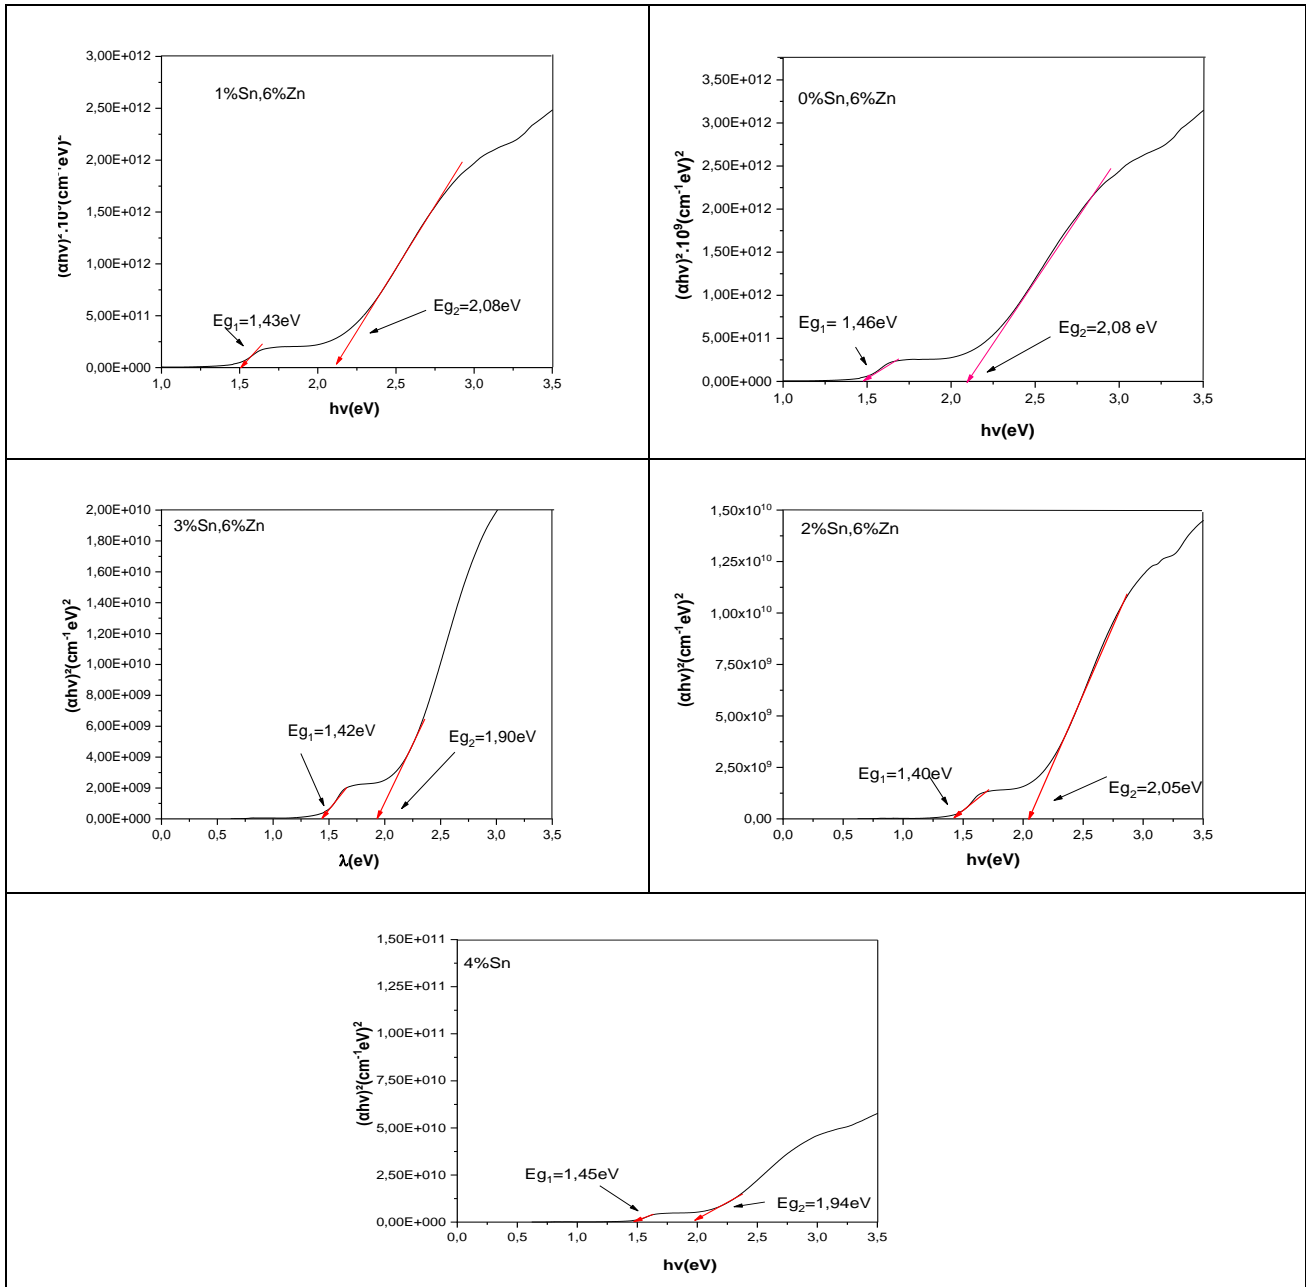 3,00E+012
2,50E+012
2,00E+012
1,50E+012
1,00E+012
5,00E+011
0,00E+000
1%Sn,6%Zn
Eg₁=1,43eV
Eg₂=2,08eV
1,0 1,5 2,0 2,5 3,0 3,5
hν(eV)
3,50E+012
3,00E+012
2,50E+012
2,00E+012
1,50E+012
1,00E+012
5,00E+011
0,00E+000
(αhν)².10⁹(cm⁻¹eV)²
0%Sn,6%Zn
Eg₁= 1,46eV
Eg₂=2,08 eV
1,0 1,5 2,0 2,5 3,0 3,5
hν(eV)
2,00E+010
1,80E+010
1,60E+010
1,40E+010
1,20E+010
1,00E+010
8,00E+009
6,00E+009
4,00E+009
2,00E+009
0,00E+000
(αhν)²(cm⁻¹eV)²
3%Sn,6%Zn
Eg₁=1,42eV
Eg₂=1,90eV
0,0 0,5 1,0 1,5 2,0 2,5 3,0 3,5
λ(eV)
1,50x10¹⁰
1,00x10¹⁰
7,50x10⁹
5,00x10⁹
2,50x10⁹
0,00
(αhν)²(cm⁻¹eV)²
2%Sn,6%Zn
Eg₁=1,40eV
Eg₂=2,05eV
0,0 0,5 1,0 1,5 2,0 2,5 3,0 3,5
hν(eV)
1,50E+011
1,25E+011
1,00E+011
7,50E+010
5,00E+010
2,50E+010
0,00E+000
(αhν)²(cm⁻¹eV)²
4%Sn
Eg₁=1,45eV
Eg₂=1,94eV
0,0 0,5 1,0 1,5 2,0 2,5 3,0 3,5
hν(eV)